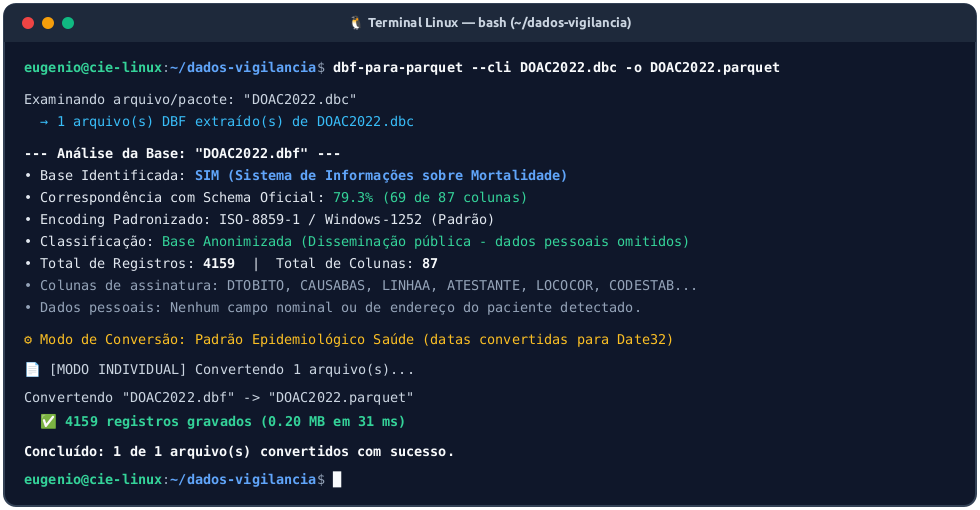 🐧 Terminal Linux — bash (~/dados-vigilancia)
eugenio@cie-linux:~/dados-vigilancia$ dbf-para-parquet --cli DOAC2022.dbc -o DOAC2022.parquet
Examinando arquivo/pacote: "DOAC2022.dbc"
→ 1 arquivo(s) DBF extraído(s) de DOAC2022.dbc
--- Análise da Base: "DOAC2022.dbf" ---
• Base Identificada: SIM (Sistema de Informações sobre Mortalidade)
• Correspondência com Schema Oficial: 79.3% (69 de 87 colunas)
• Encoding Padronizado: ISO-8859-1 / Windows-1252 (Padrão)
• Classificação: Base Anonimizada (Disseminação pública - dados pessoais omitidos)
• Total de Registros: 4159 | Total de Colunas: 87
• Colunas de assinatura: DTOBITO, CAUSABAS, LINHAA, ATESTANTE, LOCOCOR, CODESTAB...
• Dados pessoais: Nenhum campo nominal ou de endereço do paciente detectado.
⚙ Modo de Conversão: Padrão Epidemiológico Saúde (datas convertidas para Date32)
📄 [MODO INDIVIDUAL] Convertendo 1 arquivo(s)...
Convertendo "DOAC2022.dbf" -> "DOAC2022.parquet"
✅ 4159 registros gravados (0.20 MB em 31 ms)
Concluído: 1 de 1 arquivo(s) convertidos com sucesso.
eugenio@cie-linux:~/dados-vigilancia$